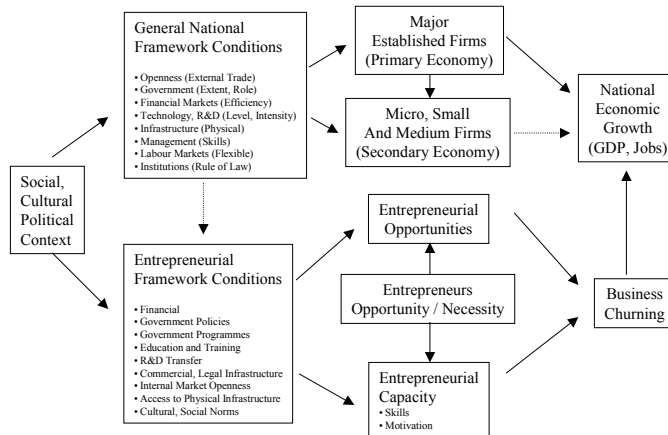 General National
Framework Conditions
• Openness (External Trade)
• Government (Extent, Role)
• Financial Markets (Efficiency)
• Technology, R&D (Level, Intensity)
• Infrastructure (Physical)
• Management (Skills)
• Labour Markets (Flexible)
• Institutions (Rule of Law)
Major
Established Firms
(Primary Economy)
Micro, Small
And Medium Firms
(Secondary Economy)
National
Economic
Growth
(GDP, Jobs)
Social,
Cultural
Political
Context
Entrepreneurial
Framework Conditions
• Financial
• Government Policies
• Government Programmes
• Education and Training
• R&D Transfer
• Commercial, Legal Infrastructure
• Internal Market Openness
• Access to Physical Infrastructure
• Cultural, Social Norms
Entrepreneurial
Opportunities
Entrepreneurs
Opportunity / Necessity
Entrepreneurial
Capacity
• Skills
• Motivation
Business
Churning